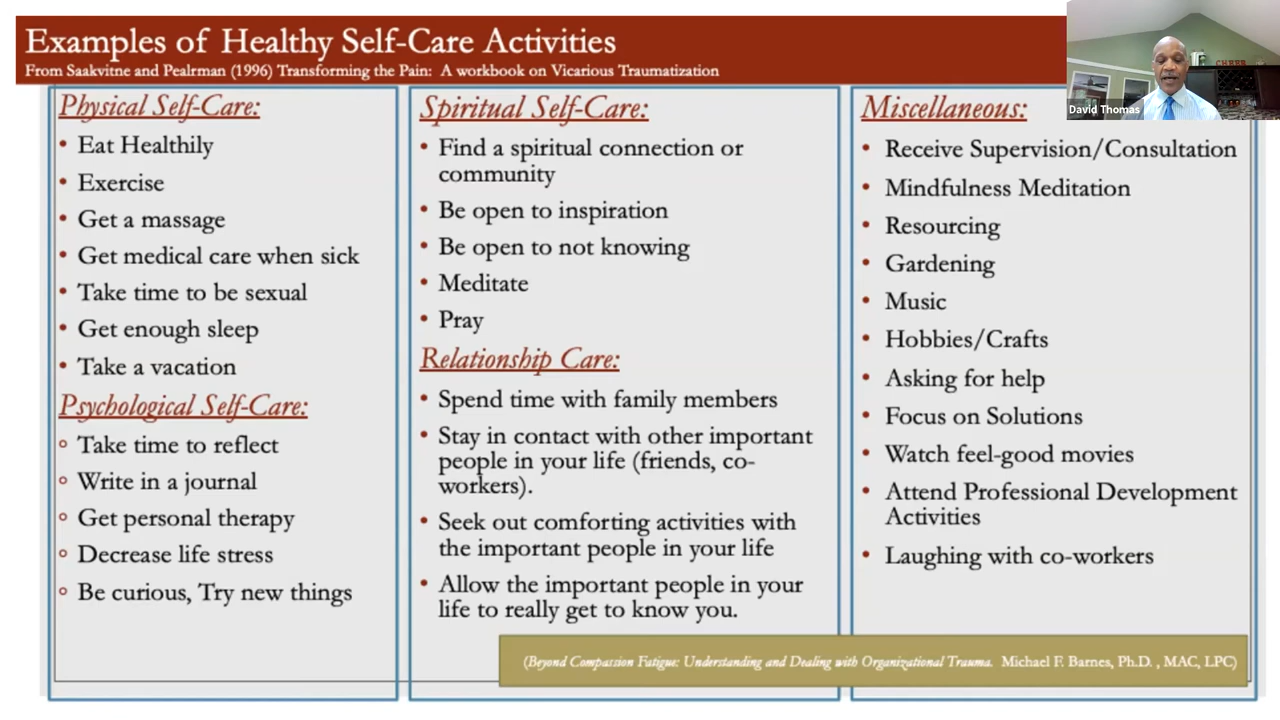 Examples of Healthy Self-Care Activities
From Saakvitne and Pealrman (1996) Transforming the Pain: A workbook on Vicarious Traumatization
CHEER
David Thomas
Physical Self-Care:
• Eat Healthily
• Exercise
• Get a massage
• Get medical care when sick
• Take time to be sexual
• Get enough sleep
• Take a vacation
Psychological Self-Care:
○ Take time to reflect
○ Write in a journal
○ Get personal therapy
○ Decrease life stress
○ Be curious, Try new things
Spiritual Self-Care:
• Find a spiritual connection or
community
• Be open to inspiration
• Be open to not knowing
• Meditate
• Pray
Relationship Care:
• Spend time with family members
• Stay in contact with other important
people in your life (friends, co-
workers).
• Seek out comforting activities with
the important people in your life
• Allow the important people in your
life to really get to know you.
Miscellaneous:
• Receive Supervision/Consultation
• Mindfulness Meditation
• Resourcing
• Gardening
• Music
• Hobbies/Crafts
• Asking for help
• Focus on Solutions
• Watch feel-good movies
• Attend Professional Development
Activities
• Laughing with co-workers
(Beyond Compassion Fatigue: Understanding and Dealing with Organizational Trauma. Michael F. Barnes, Ph.D. , MAC, LPC)